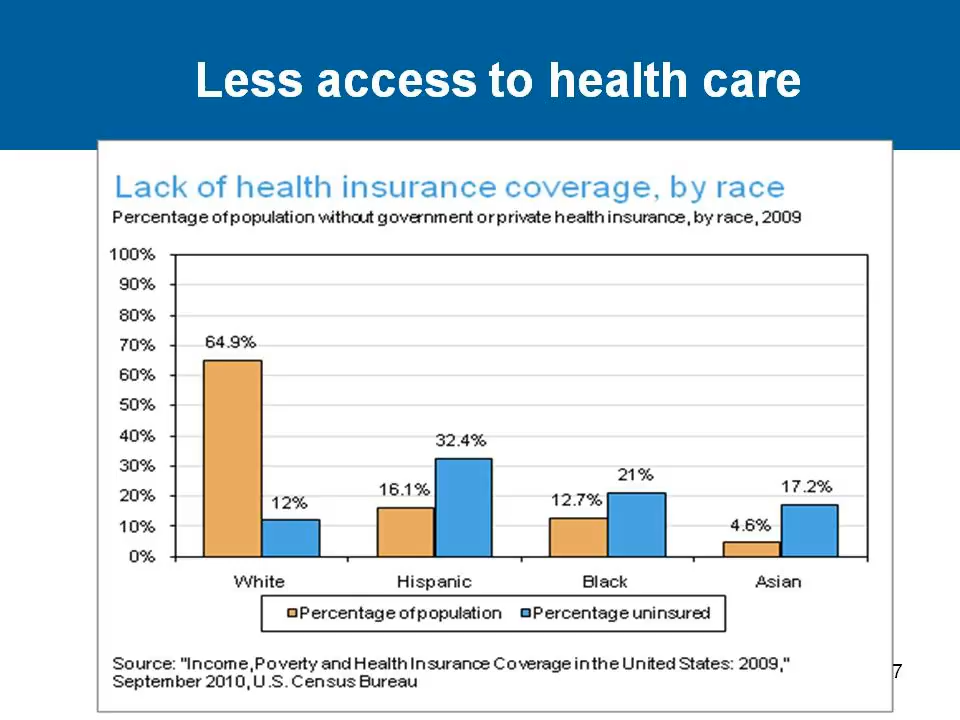 Less access to health care
Lack of health insurance coverage, by race
Percentage of population without government or private health insurance, by race, 2009
100%
90%
80%
70%
60%
50%
40%
30%
20%
10%
0%
64.9%
12%
16.1%
32.4%
12.7%
21%
4.6%
17.2%
White Hispanic Black Asian
Percentage of population Percentage uninsured
Source: "Income, Poverty and Health Insurance Coverage in the United States: 2009,"
September 2010, U.S. Census Bureau
7